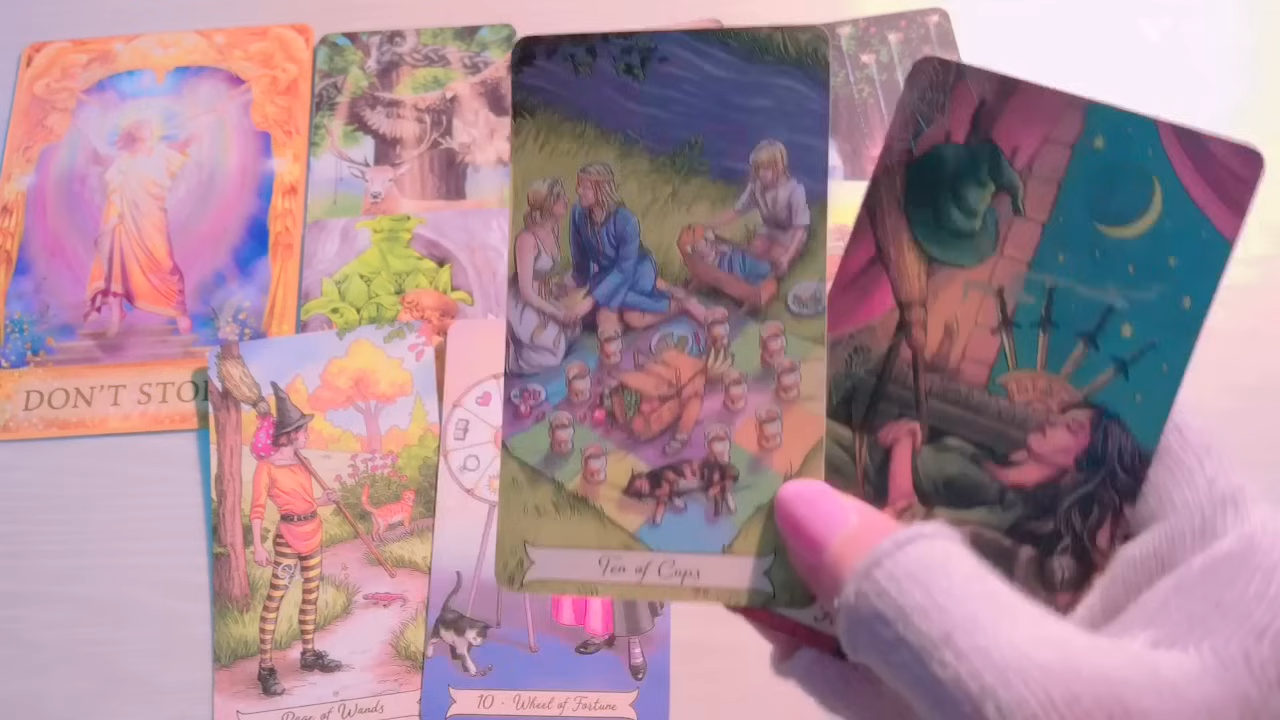 DON'T STO
Ten of Cups
Page of Wands
10 · Wheel of Fortune